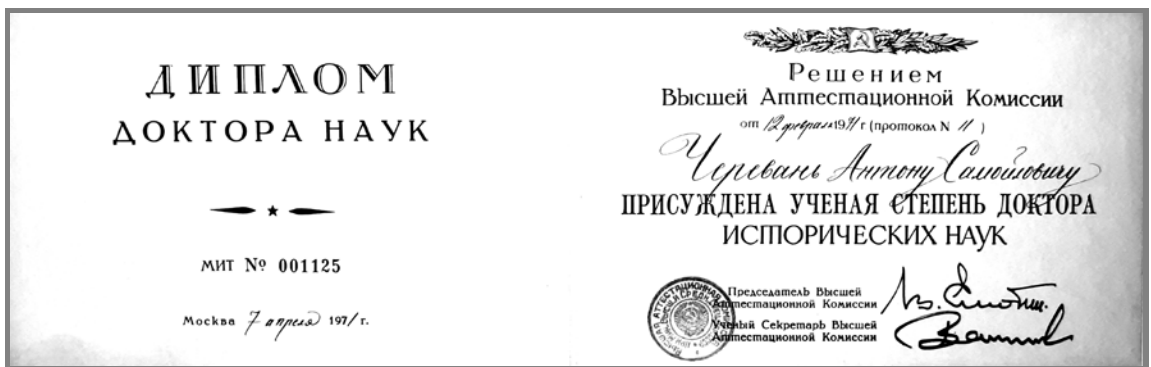 ДИПЛОМ
ДОКТОРА НАУК
МИТ № 001125
Москва 7 апреля 1971 г.
Решением
Высшей Аттестационной Комиссии
от 12 февраля 1971 г (протокол N 11 )
Черевань Антону Самойловичу
ПРИСУЖДЕНА УЧЕНАЯ СТЕПЕНЬ ДОКТОРА
ИСТОРИЧЕСКИХ НАУК
Председатель Высшей
Аттестационной Комиссии
Ученый Секретарь Высшей
Аттестационной Комиссии